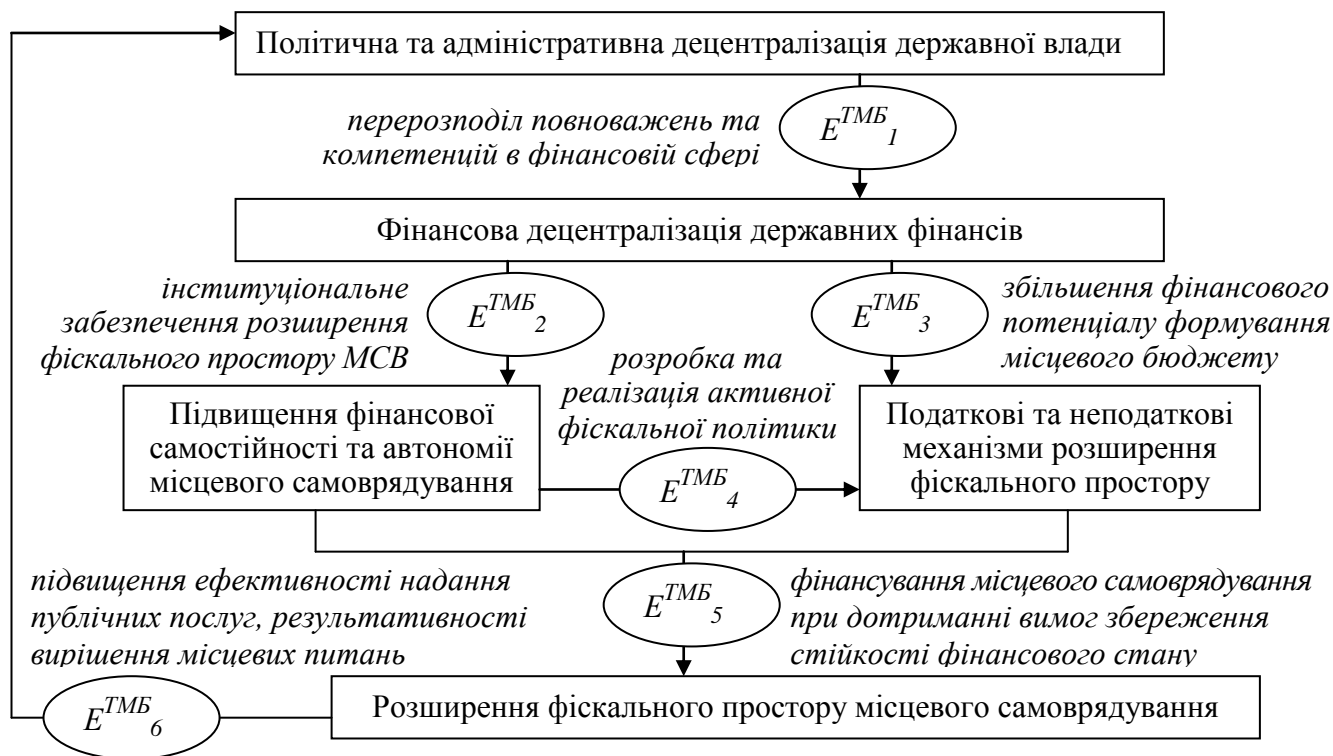 Політична та адміністративна децентралізація державної влади
перерозподіл повноважень та
компетенцій в фінансовій сфері
E^ТМБ_1
Фінансова децентралізація державних фінансів
інституціональне
забезпечення розширення
фіскального простору МСВ
E^ТМБ_2
E^ТМБ_3
збільшення фінансового
потенціалу формування
місцевого бюджету
розробка та
реалізація активної
фіскальної політики
Підвищення фінансової
самостійності та автономії
місцевого самоврядування
E^ТМБ_4
Податкові та неподаткові
механізми розширення
фіскального простору
підвищення ефективності надання
публічних послуг, результативності
вирішення місцевих питань
E^ТМБ_5
фінансування місцевого самоврядування
при дотриманні вимог збереження
стійкості фінансового стану
E^ТМБ_6
Розширення фіскального простору місцевого самоврядування